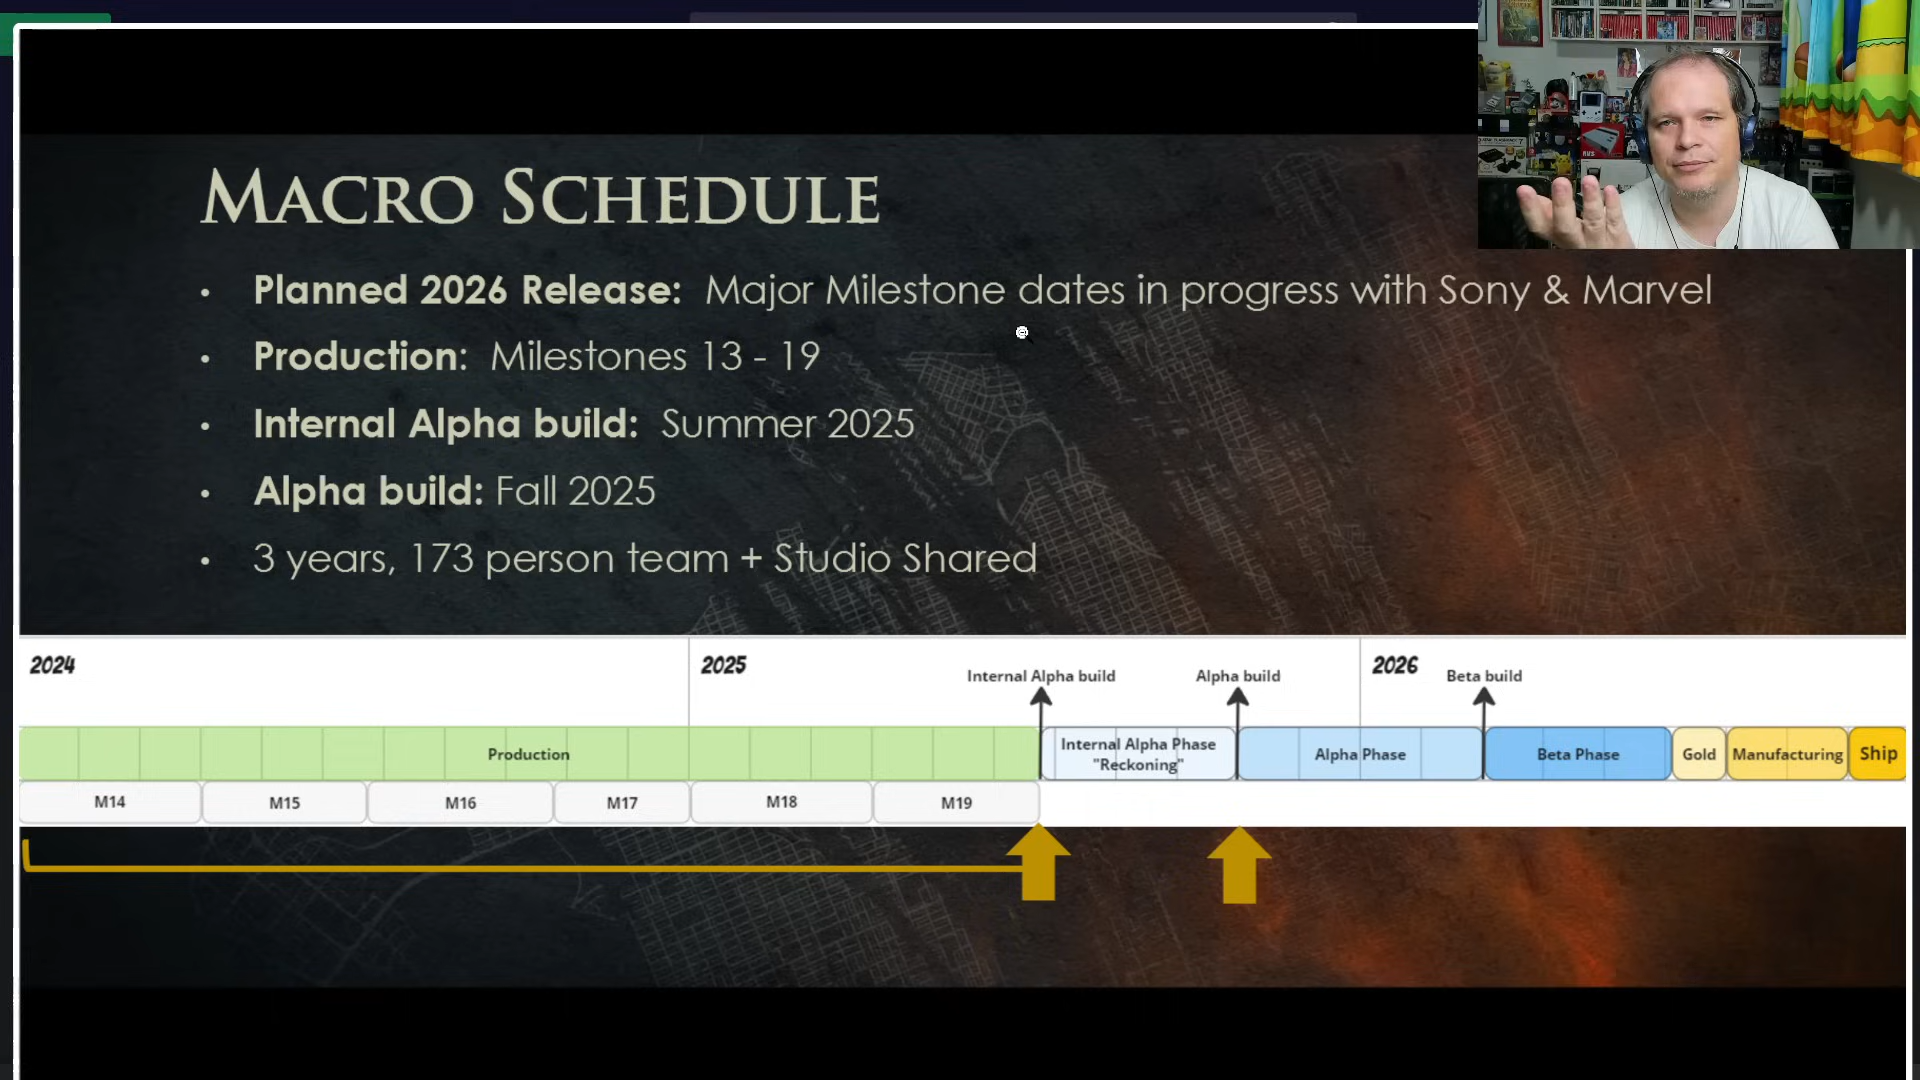 MACRO SCHEDULE
• Planned 2026 Release: Major Milestone dates in progress with Sony & Marvel
• Production: Milestones 13 - 19
• Internal Alpha build: Summer 2025
• Alpha build: Fall 2025
• 3 years, 173 person team + Studio Shared
2024
2025
2026
Internal Alpha build
Alpha build
Beta build
Production
Internal Alpha Phase
"Reckoning"
Alpha Phase
Beta Phase
Gold
Manufacturing
Ship
M14
M15
M16
M17
M18
M19